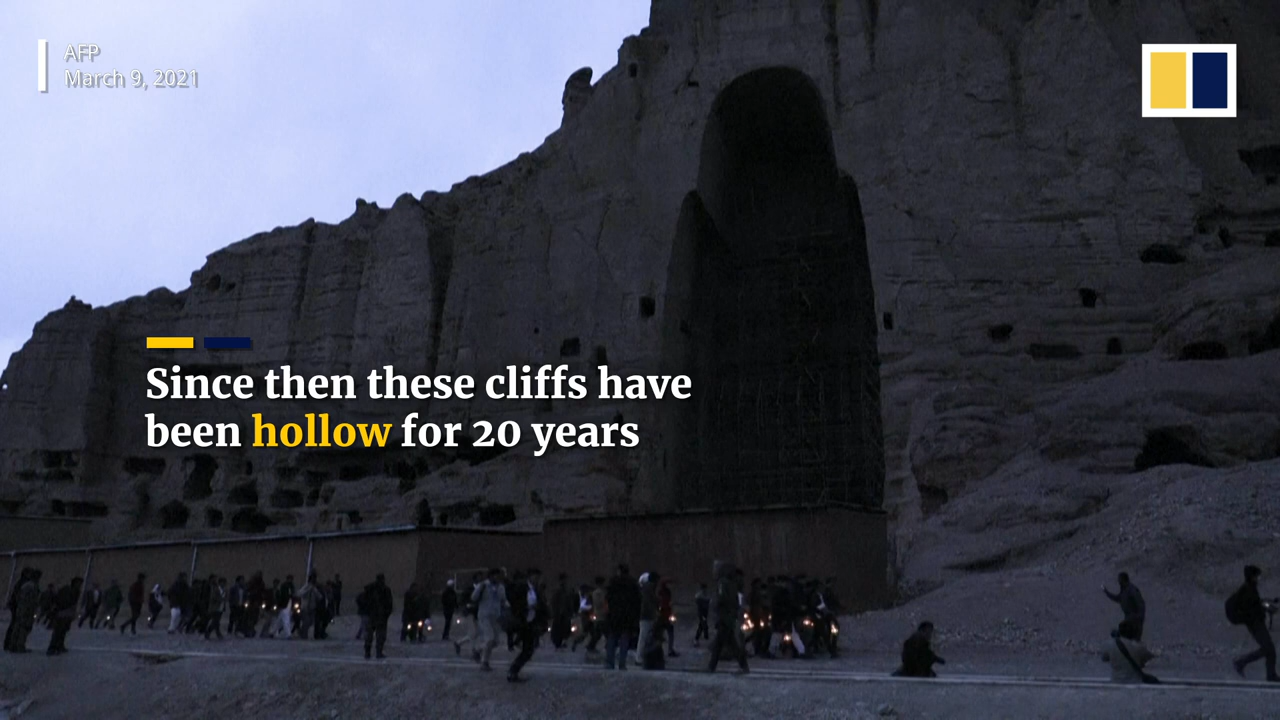 AFP
March 9, 2021
Since then these cliffs have
been hollow for 20 years